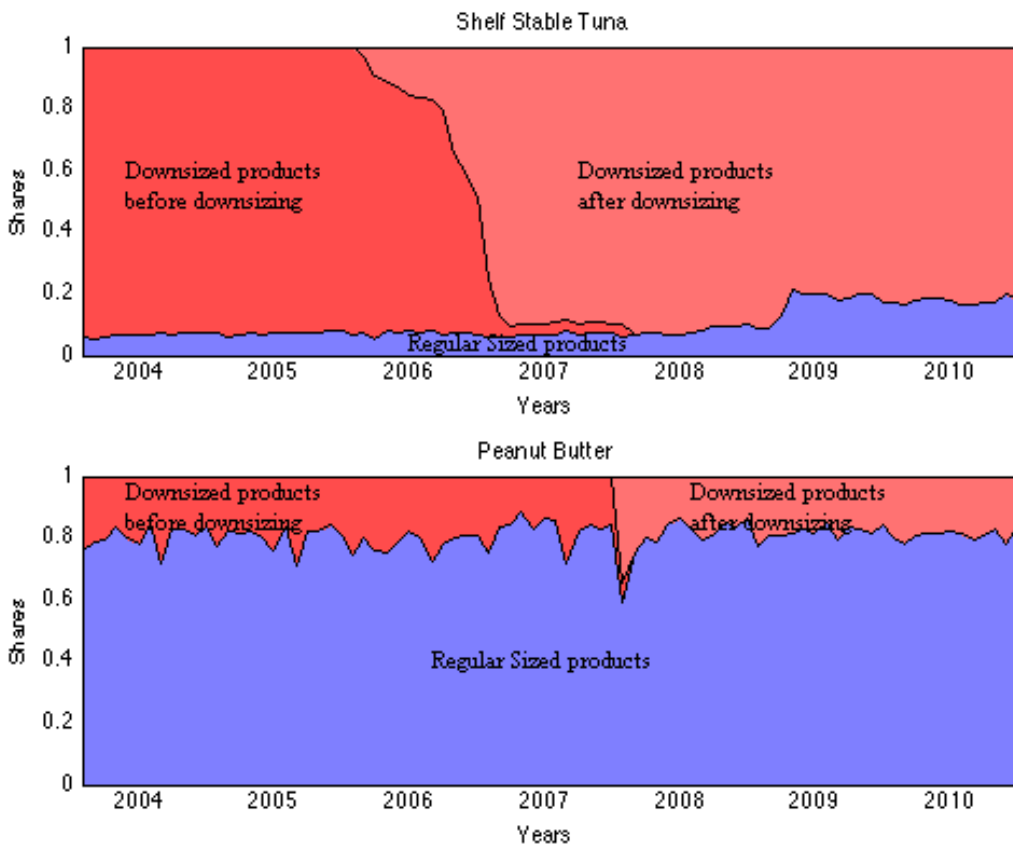 Shelf Stable Tuna
1
0.8
0.6
0.4
0.2
0
Shares
Downsized products
before downsizing
Downsized products
after downsizing
Regular Sized products
2004 2005 2006 2007 2008 2009 2010
Years
Peanut Butter
1
0.8
0.6
0.4
0.2
0
Shares
Downsized products
before downsizing
Downsized products
after downsizing
Regular Sized products
2004 2005 2006 2007 2008 2009 2010
Years